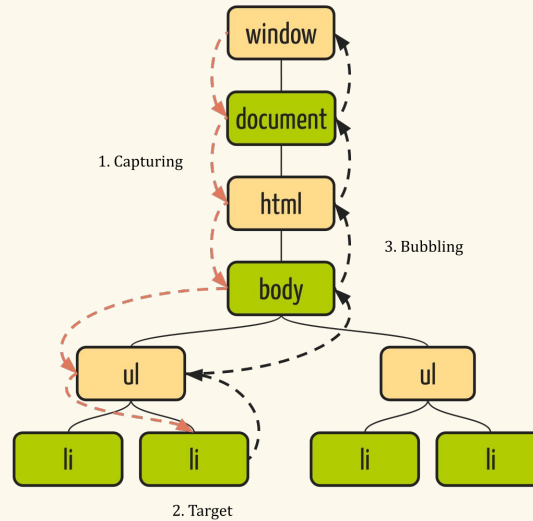 window
document
1. Capturing
html
3. Bubbling
body
ul
ul
li
li
li
li
2. Target